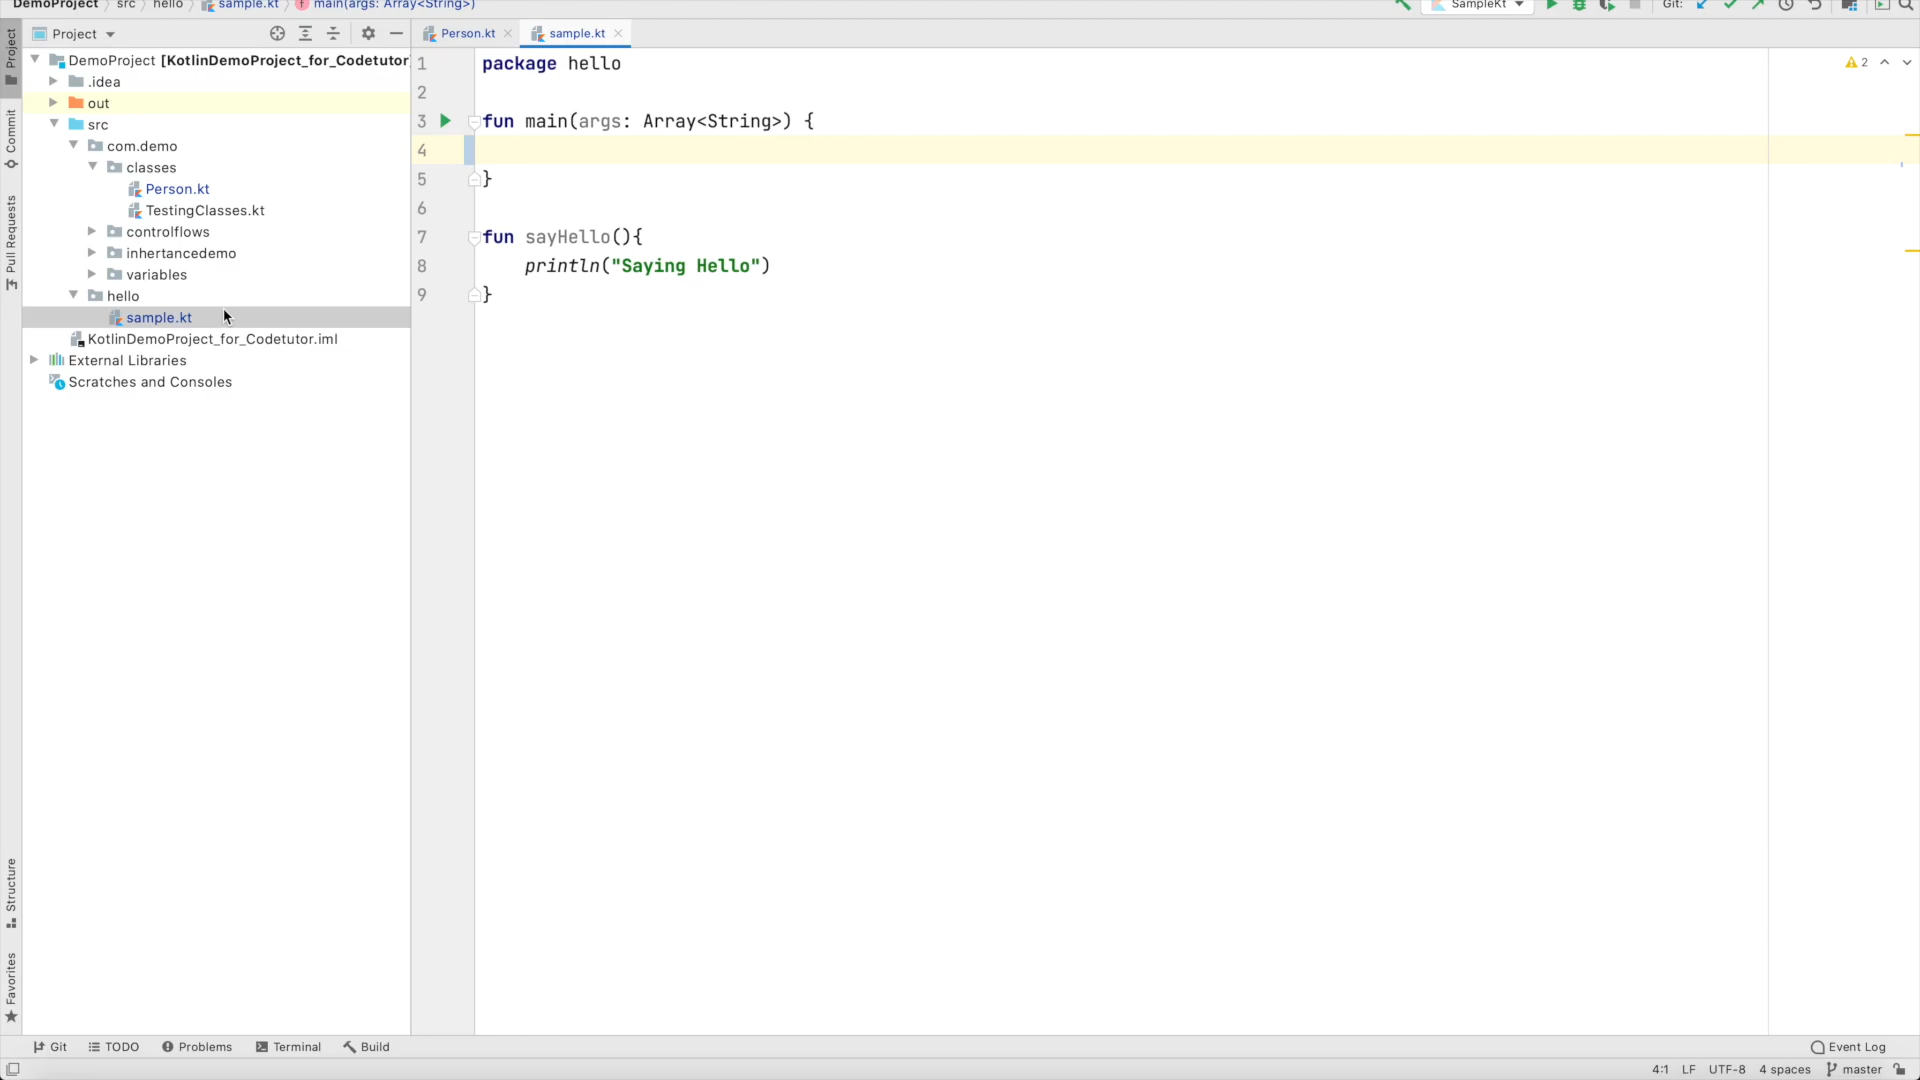 DemoProject src hello sample.kt main(args: Array<String>)
SampleKt Git:
Project
Person.kt sample.kt
DemoProject [KotlinDemoProject_for_Codetutor]
.idea
out
src
com.demo
classes
Person.kt
TestingClasses.kt
controlflows
inhertancedemo
variables
hello
sample.kt
KotlinDemoProject_for_Codetutor.iml
External Libraries
Scratches and Consoles
Project
Commit
Pull Requests
Structure
Favorites
1 package hello
2
3 fun main(args: Array<String>) {
4
5 }
6
7 fun sayHello(){
8 println("Saying Hello")
9 }
2
Git TODO Problems Terminal Build Event Log
4:1 LF UTF-8 4 spaces master